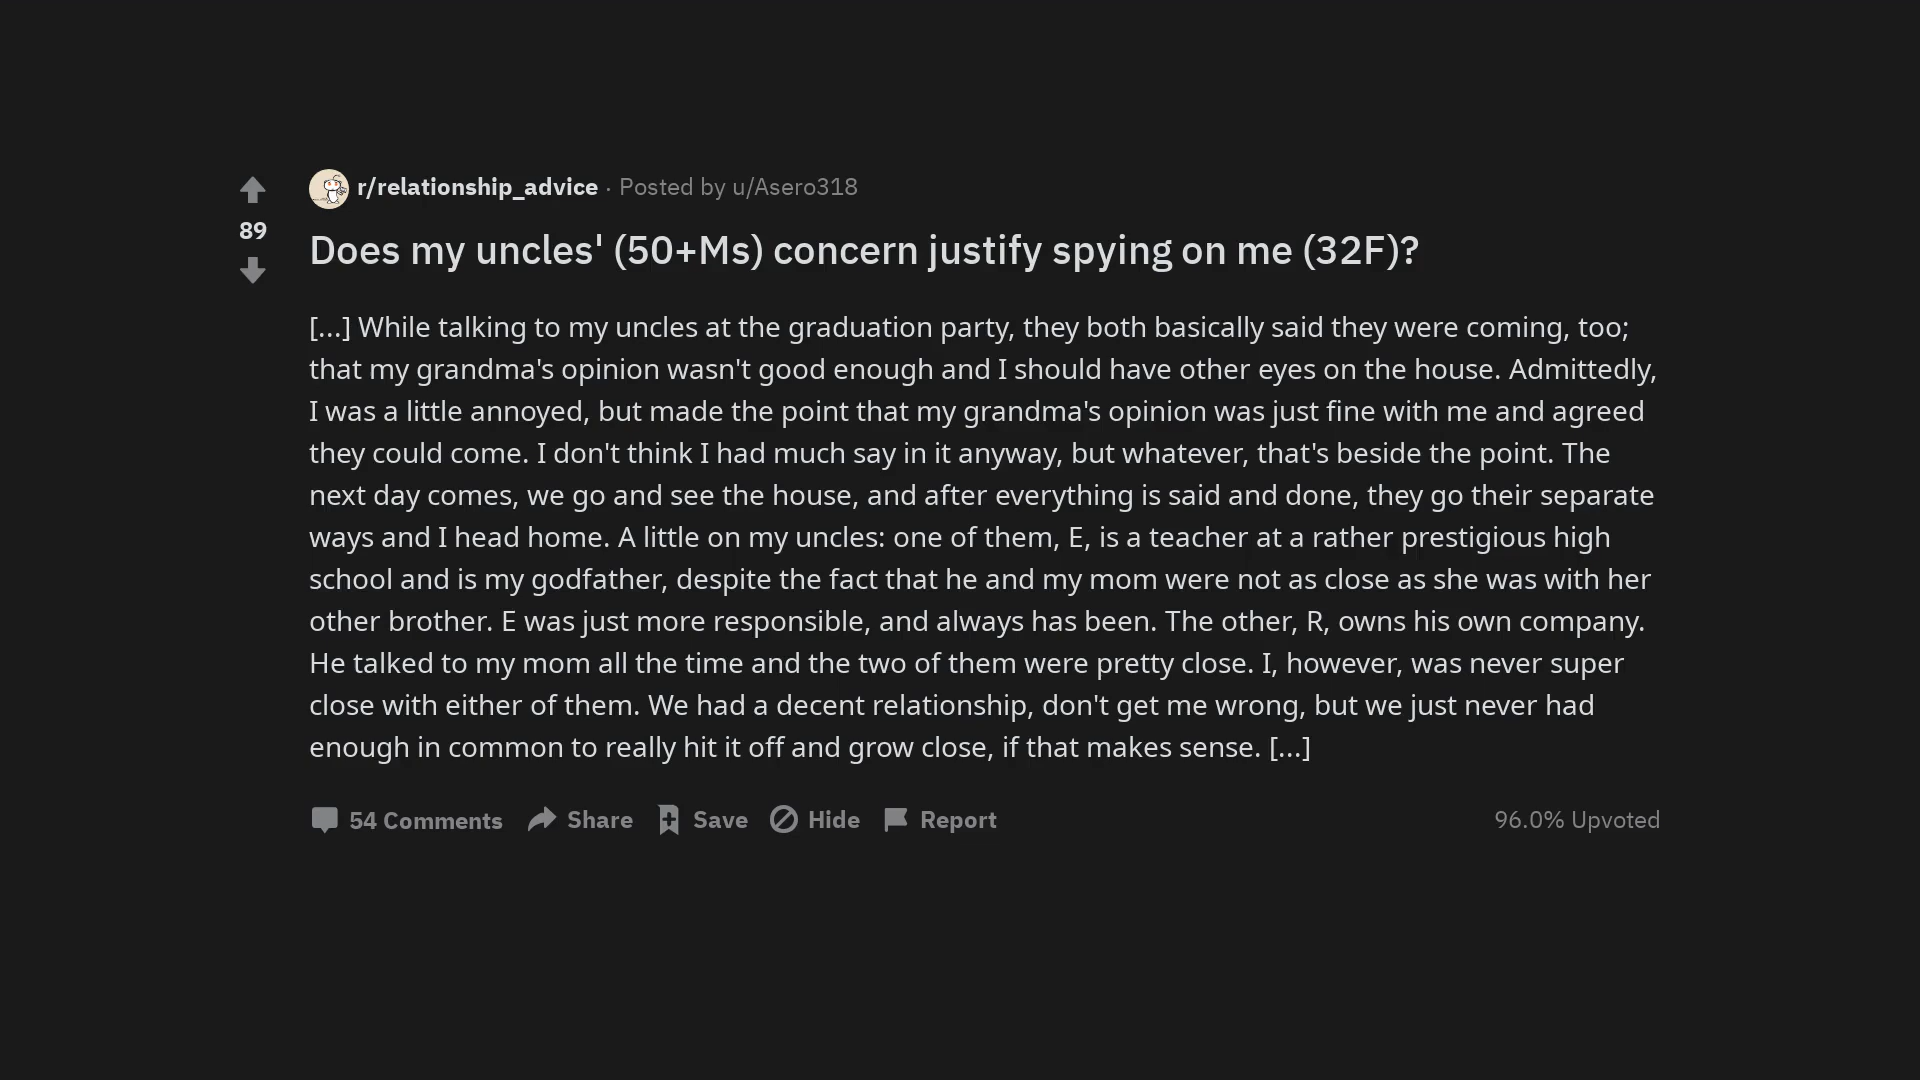 r/relationship_advice · Posted by u/Asero318
89
Does my uncles' (50+Ms) concern justify spying on me (32F)?
[...] While talking to my uncles at the graduation party, they both basically said they were coming, too;
that my grandma's opinion wasn't good enough and I should have other eyes on the house. Admittedly,
I was a little annoyed, but made the point that my grandma's opinion was just fine with me and agreed
they could come. I don't think I had much say in it anyway, but whatever, that's beside the point. The
next day comes, we go and see the house, and after everything is said and done, they go their separate
ways and I head home. A little on my uncles: one of them, E, is a teacher at a rather prestigious high
school and is my godfather, despite the fact that he and my mom were not as close as she was with her
other brother. E was just more responsible, and always has been. The other, R, owns his own company.
He talked to my mom all the time and the two of them were pretty close. I, however, was never super
close with either of them. We had a decent relationship, don't get me wrong, but we just never had
enough in common to really hit it off and grow close, if that makes sense. [...]
54 Comments Share Save Hide Report 96.0% Upvoted